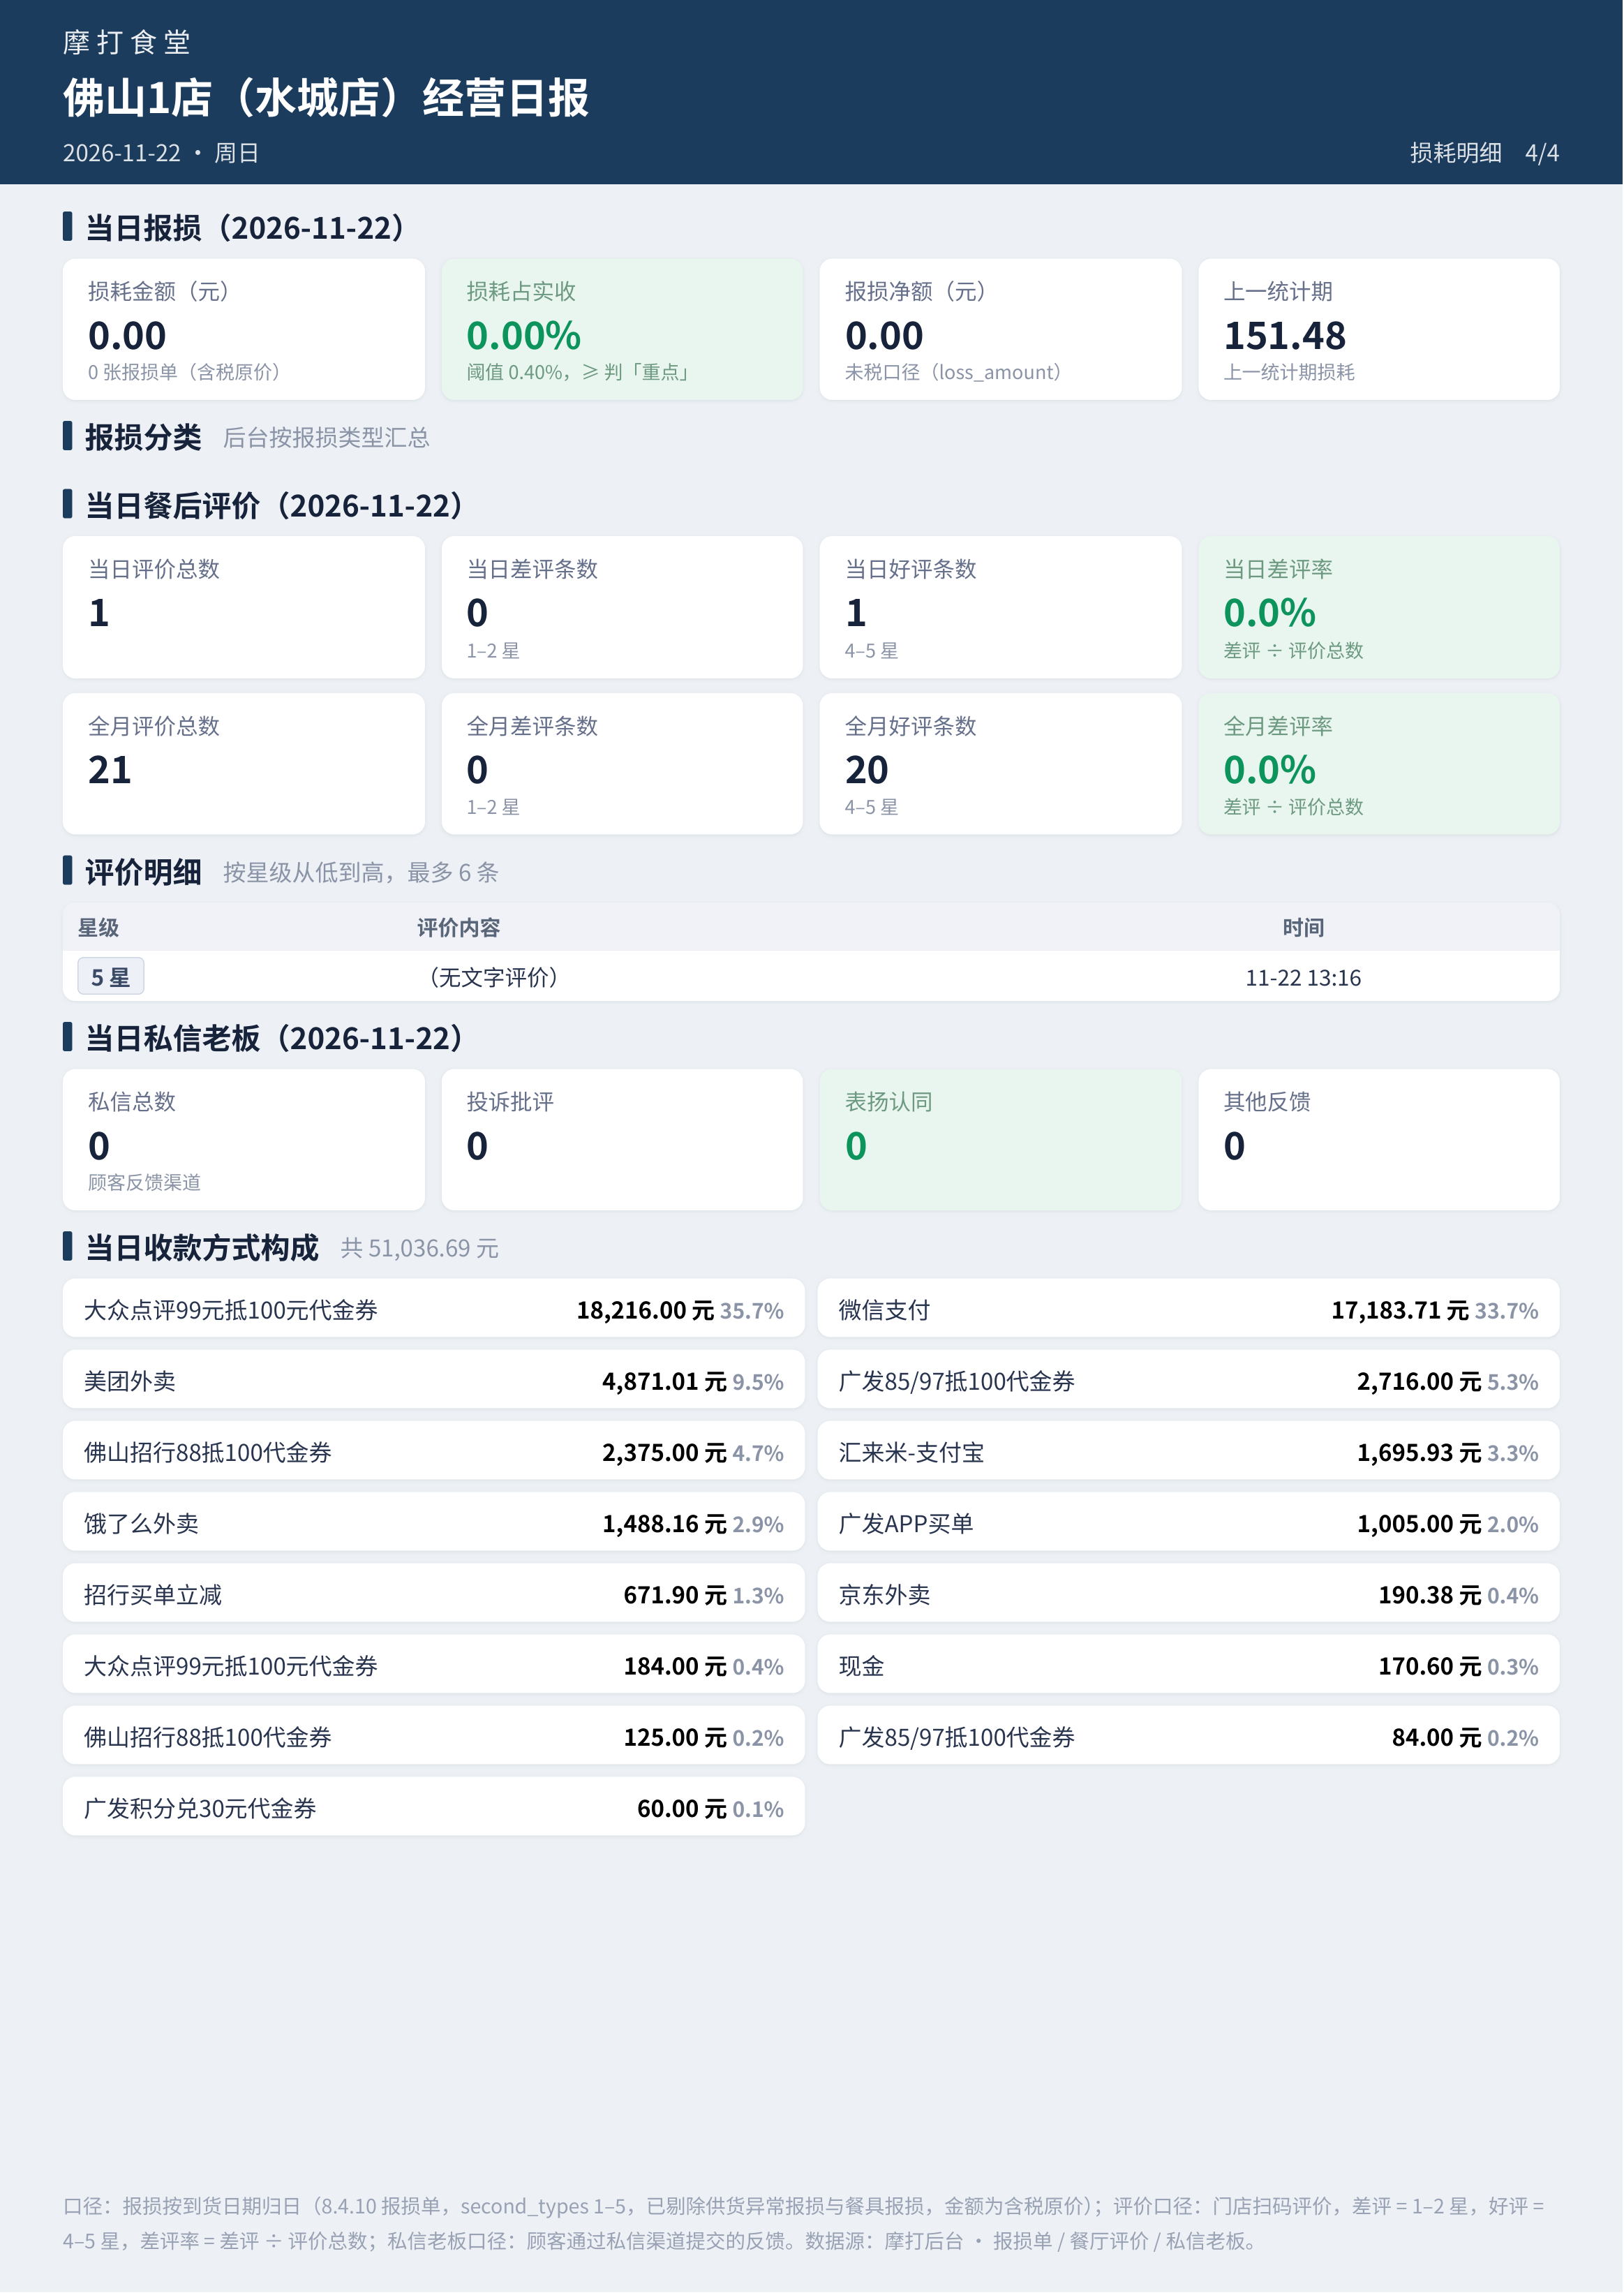 摩打食堂
佛山1店（水城店）经营日报
2026-11-22 • 周日
损耗明细 4/4
当日报损（2026-11-22）
损耗金额（元）
0.00
0 张报损单（含税原价）
损耗占实收
0.00%
阈值 0.40%，≥ 判「重点」
报损净额（元）
0.00
未税口径（loss_amount）
上一统计期
151.48
上一统计期损耗
报损分类 后台按报损类型汇总
当日餐后评价（2026-11-22）
当日评价总数
1
当日差评条数
0
1–2 星
当日好评条数
1
4–5 星
当日差评率
0.0%
差评 ÷ 评价总数
全月评价总数
21
全月差评条数
0
1–2 星
全月好评条数
20
4–5 星
全月差评率
0.0%
差评 ÷ 评价总数
评价明细 按星级从低到高，最多 6 条
星级 评价内容 时间
5 星 （无文字评价） 11-22 13:16
当日私信老板（2026-11-22）
私信总数
0
顾客反馈渠道
投诉批评
0
表扬认同
0
其他反馈
0
当日收款方式构成 共 51,036.69 元
大众点评99元抵100元代金券 18,216.00 元 35.7%
微信支付 17,183.71 元 33.7%
美团外卖 4,871.01 元 9.5%
广发85/97抵100代金券 2,716.00 元 5.3%
佛山招行88抵100代金券 2,375.00 元 4.7%
汇来米-支付宝 1,695.93 元 3.3%
饿了么外卖 1,488.16 元 2.9%
广发APP买单 1,005.00 元 2.0%
招行买单立减 671.90 元 1.3%
京东外卖 190.38 元 0.4%
大众点评99元抵100元代金券 184.00 元 0.4%
现金 170.60 元 0.3%
佛山招行88抵100代金券 125.00 元 0.2%
广发85/97抵100代金券 84.00 元 0.2%
广发积分兑30元代金券 60.00 元 0.1%
口径：报损按到货日期归日（8.4.10 报损单，second_types 1–5，已剔除供货异常报损与餐具报损，金额为含税原价）；评价口径：门店扫码评价，差评 = 1–2 星，好评 =
4–5 星，差评率 = 差评 ÷ 评价总数；私信老板口径：顾客通过私信渠道提交的反馈。数据源：摩打后台 • 报损单 / 餐厅评价 / 私信老板。